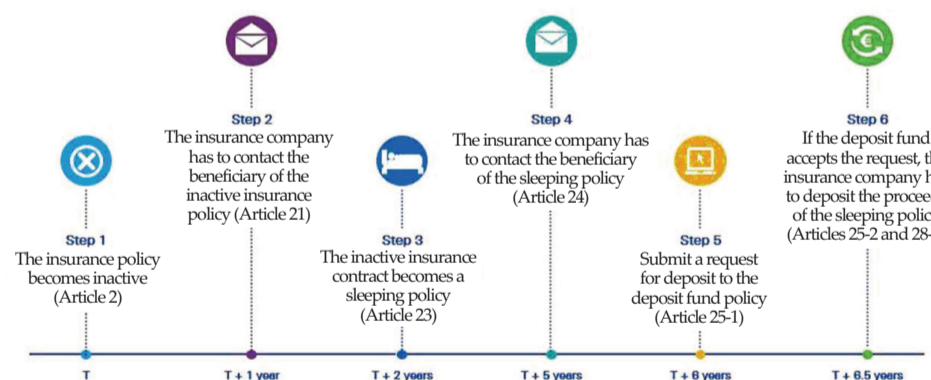 Step 1
The insurance policy
becomes inactive
(Article 2)
Step 2
The insurance company
has to contact the
beneficiary of the
inactive insurance
policy (Article 21)
Step 3
The inactive insurance
contract becomes a
sleeping policy
(Article 23)
Step 4
The insurance company has
to contact the beneficiary
of the sleeping policy
(Article 24)
Step 5
Submit a request
for deposit to the
deposit fund policy
(Article 25-1)
Step 6
If the deposit fund
accepts the request, th
insurance company h
to deposit the procee
of the sleeping polic
(Articles 25-2 and 28-
T
T + 1 year
T + 2 years
T + 5 years
T + 6 years
T + 6.5 years